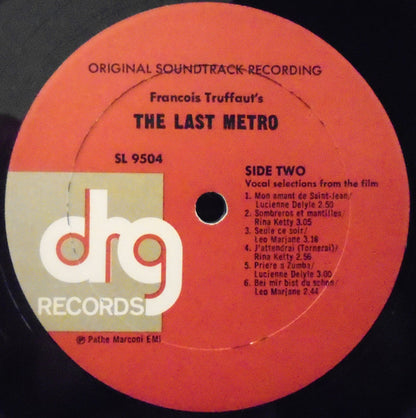 ORIGINAL SOUNDTRACK RECORDING
Francois Truffaut's
THE LAST METRO
SL 9504
SIDE TWO
Vocal selections from the film
1. Mon amant de Saint-Jean/
Lucienne Delyle 2.50
2. Sombreros et mantilles/
Rina Ketty 3.05
3. Seule ce soir/
Leo Marjane 3.18
4. J'attendrai (Tornerai)/
Rina Ketty 2.56
5. Priere a Zumba/
Lucienne Delyle 3.00
6. Bei mir bist du schon/
Leo Marjane 2.44
drg
RECORDS
℗ Pathe Marconi EMI